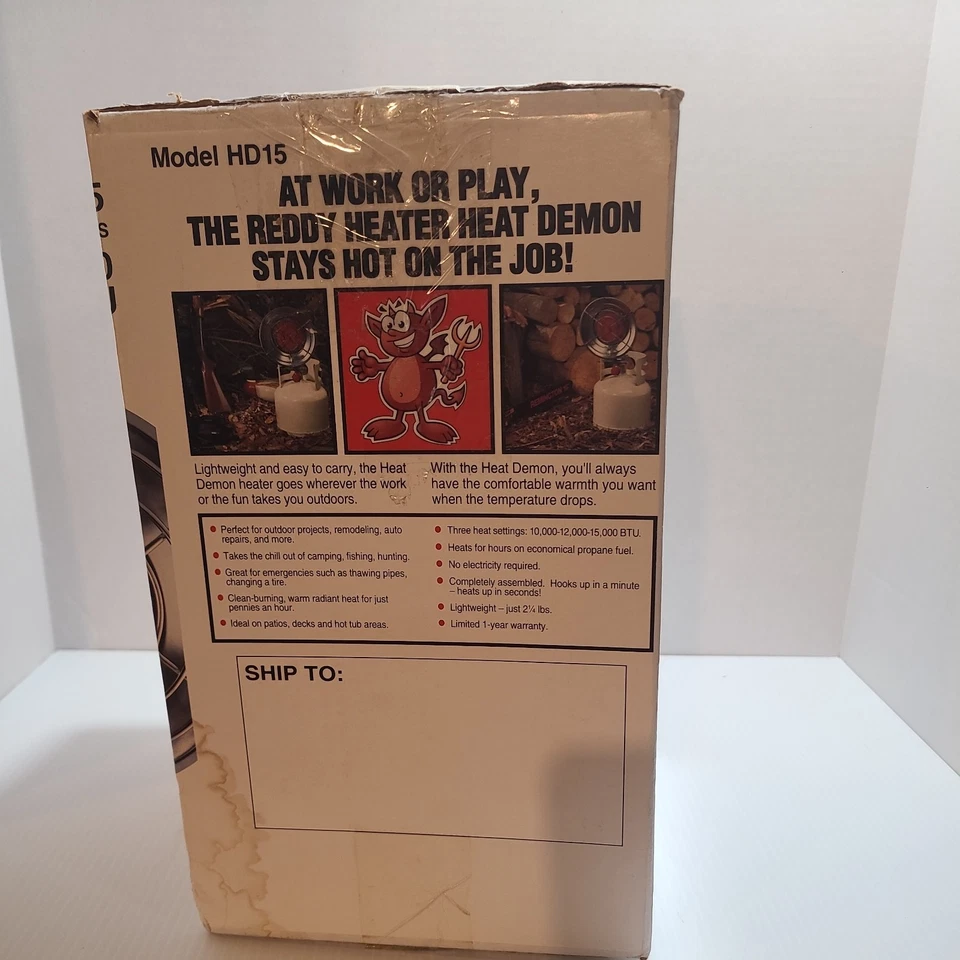 Model HD15
AT WORK OR PLAY,
THE REDDY HEATER HEAT DEMON
STAYS HOT ON THE JOB!
Lightweight and easy to carry, the Heat
Demon heater goes wherever the work
or the fun takes you outdoors.
With the Heat Demon, you'll always
have the comfortable warmth you want
when the temperature drops.
• Perfect for outdoor projects, remodeling, auto
repairs, and more.
• Takes the chill out of camping, fishing, hunting.
• Great for emergencies such as thawing pipes,
changing a tire.
• Clean-burning, warm radiant heat for just
pennies an hour.
• Ideal on patios, decks and hot tub areas.
• Three heat settings: 10,000-12,000-15,000 BTU.
• Heats for hours on economical propane fuel.
• No electricity required.
• Completely assembled. Hooks up in a minute
– heats up in seconds!
• Lightweight – just 2¼ lbs.
• Limited 1-year warranty.
SHIP TO: